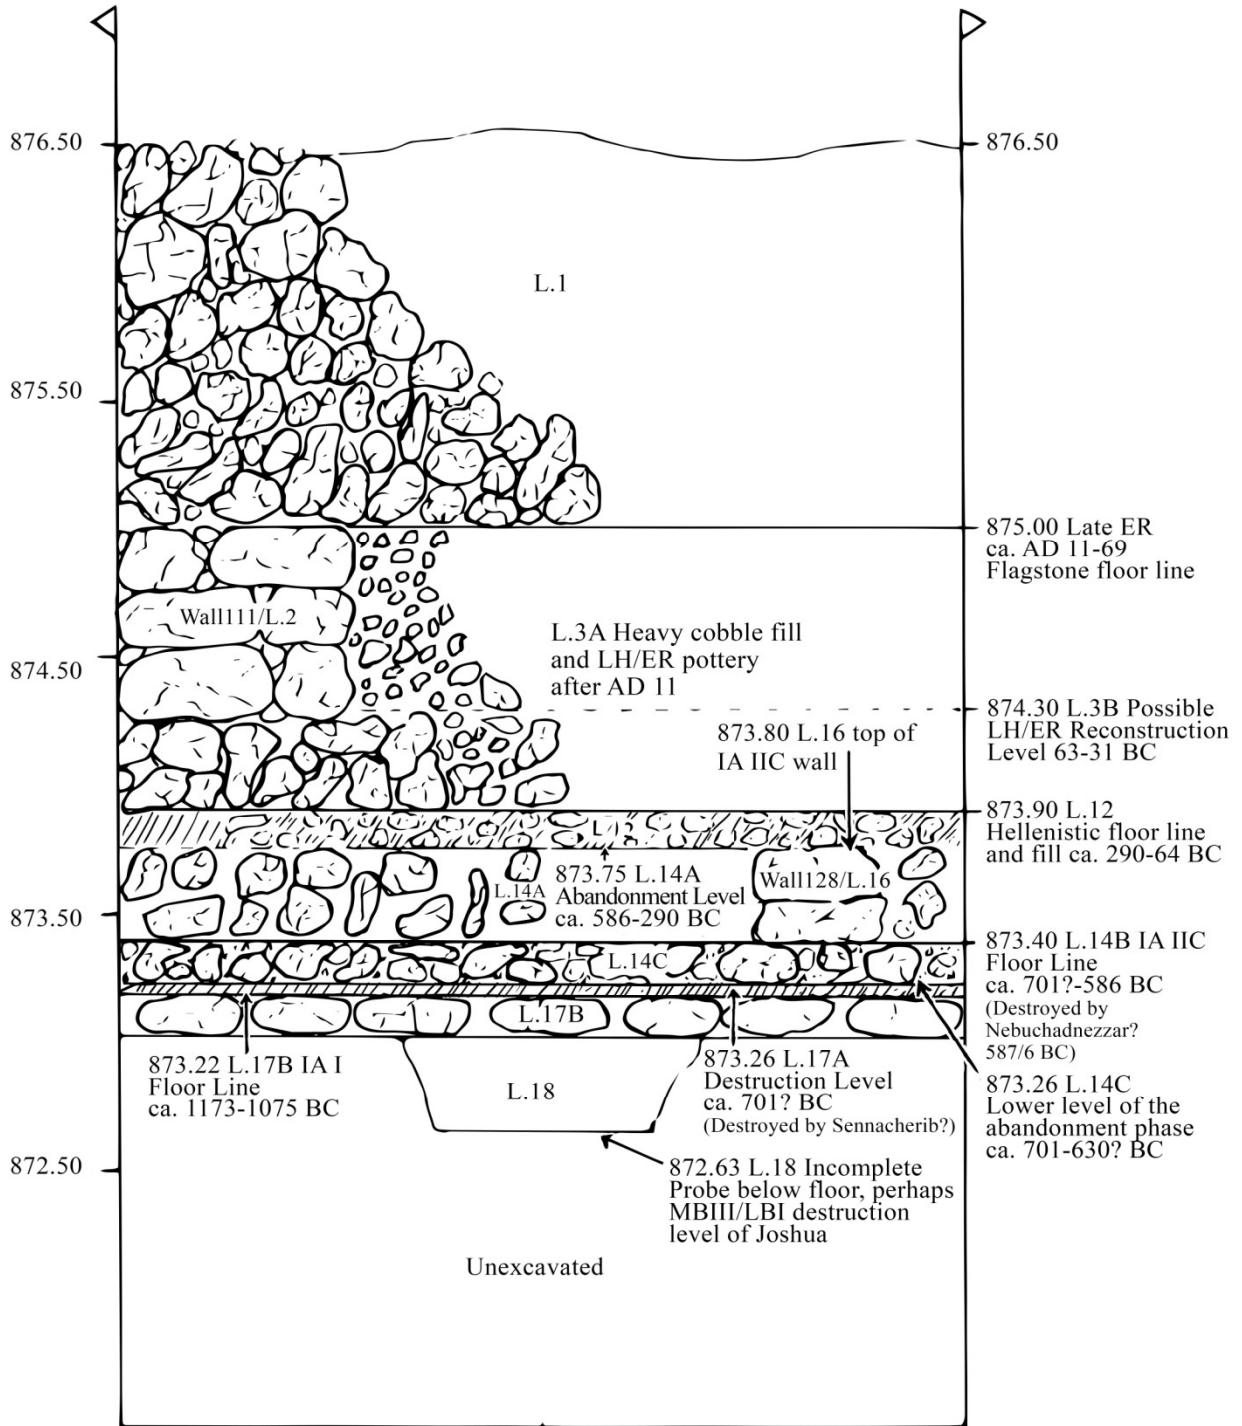 876.50
876.50
L.1
875.50
875.00 Late ER
ca. AD 11-69
Flagstone floor line
Wall111/L.2
L.3A Heavy cobble fill
and LH/ER pottery
after AD 11
874.50
874.30 L.3B Possible
LH/ER Reconstruction
Level 63-31 BC
873.80 L.16 top of
IA IIC wall
873.90 L.12
Hellenistic floor line
and fill ca. 290-64 BC
873.75 L.14A
Abandonment Level
ca. 586-290 BC
L.14A
Wall128/L.16
873.50
873.40 L.14B IA IIC
Floor Line
ca. 701?-586 BC
(Destroyed by
Nebuchadnezzar?
587/6 BC)
L.14C
L.17B
873.22 L.17B IA I
Floor Line
ca. 1173-1075 BC
L.18
873.26 L.17A
Destruction Level
ca. 701? BC
(Destroyed by Sennacherib?)
873.26 L.14C
Lower level of the
abandonment phase
ca. 701-630? BC
872.50
872.63 L.18 Incomplete
Probe below floor, perhaps
MBIII/LBI destruction
level of Joshua
Unexcavated